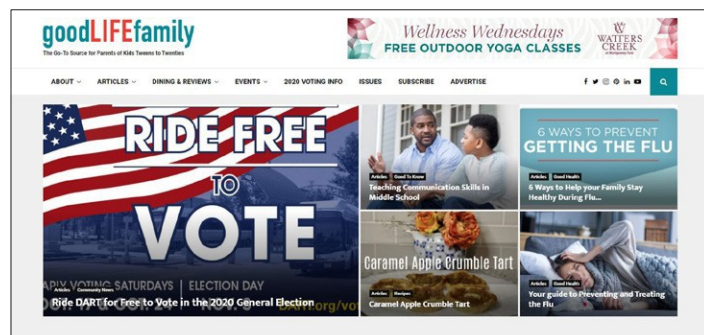 goodLIFEfamily
The Go-To Source for Parents of Kids Tweens to Twenties
Wellness Wednesdays
FREE OUTDOOR YOGA CLASSES
WATTERS
CREEK
ABOUT ARTICLES DINING & REVIEWS EVENTS 2020 VOTING INFO ISSUES SUBSCRIBE ADVERTISE
RIDE FREE
TO
VOTE
SATURDAYS | ELECTION DAY
Articles Community News
Ride DART for Free to Vote in the 2020 General Election
Articles Good To Know
Teaching Communication Skills in
Middle School
6 WAYS TO PREVENT
GETTING THE FLU
Articles Good Health
6 Ways to Help your Family Stay
Healthy During Flu...
Caramel Apple Crumble Tart
Articles Recipes
Caramel Apple Crumble Tart
Articles Good Health
Your guide to Preventing and Treating
the Flu